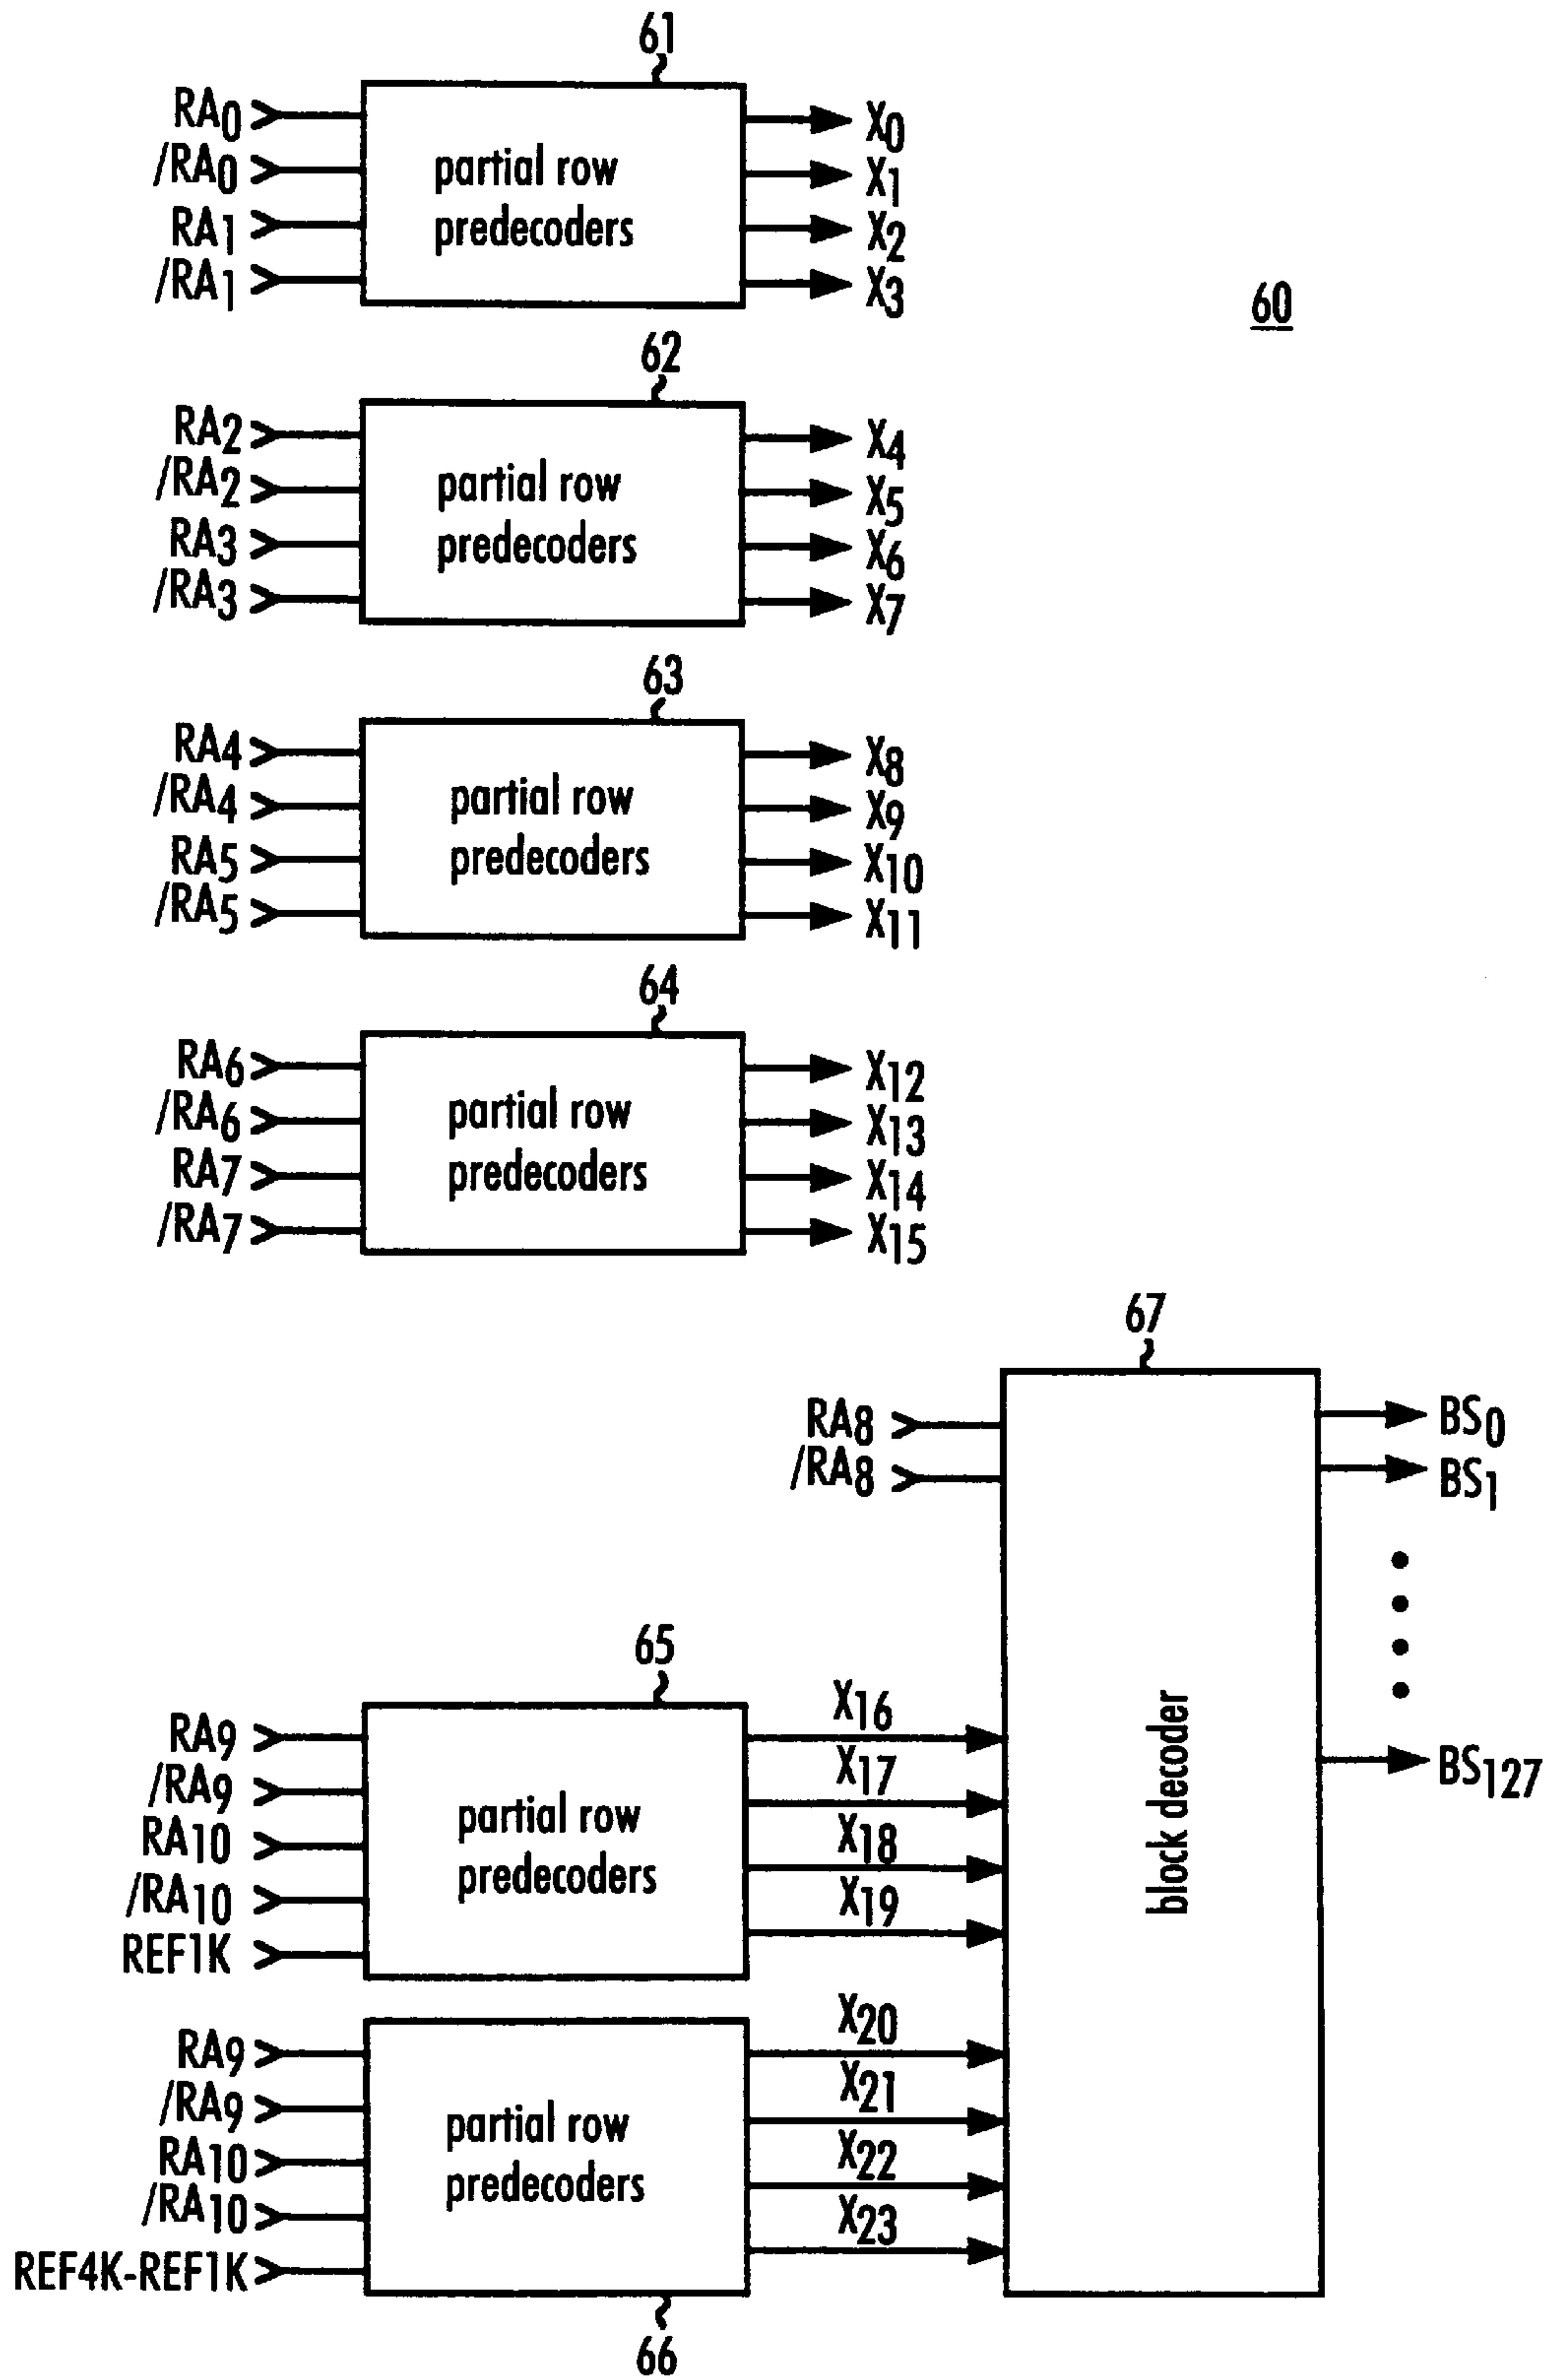 61
RA0
/RA0
RA1
/RA1
partial row
predecoders
X0
X1
X2
X3
60
62
RA2
/RA2
RA3
/RA3
partial row
predecoders
X4
X5
X6
X7
63
RA4
/RA4
RA5
/RA5
partial row
predecoders
X8
X9
X10
X11
64
RA6
/RA6
RA7
/RA7
partial row
predecoders
X12
X13
X14
X15
67
RA8
/RA8
block decoder
BS0
BS1
BS127
65
RA9
/RA9
RA10
/RA10
REF1K
partial row
predecoders
X16
X17
X18
X19
RA9
/RA9
RA10
/RA10
REF4K-REF1K
partial row
predecoders
X20
X21
X22
X23
66